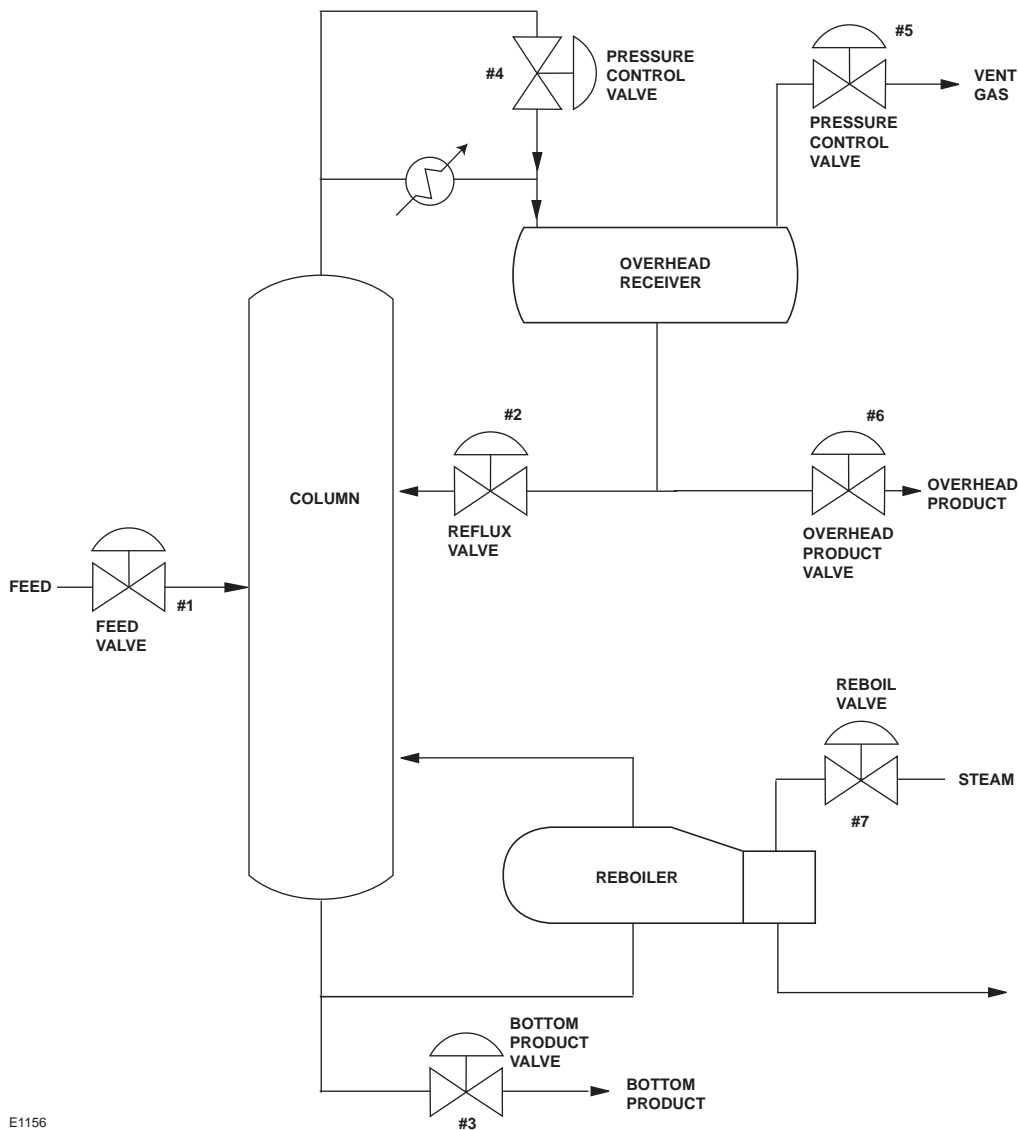 #5
#4
PRESSURE
CONTROL
VALVE
VENT
GAS
PRESSURE
CONTROL
VALVE
OVERHEAD
RECEIVER
#2
#6
COLUMN
OVERHEAD
PRODUCT
REFLUX
VALVE
OVERHEAD
PRODUCT
VALVE
FEED
#1
FEED
VALVE
REBOIL
VALVE
STEAM
#7
REBOILER
BOTTOM
PRODUCT
VALVE
BOTTOM
PRODUCT
#3
E1156